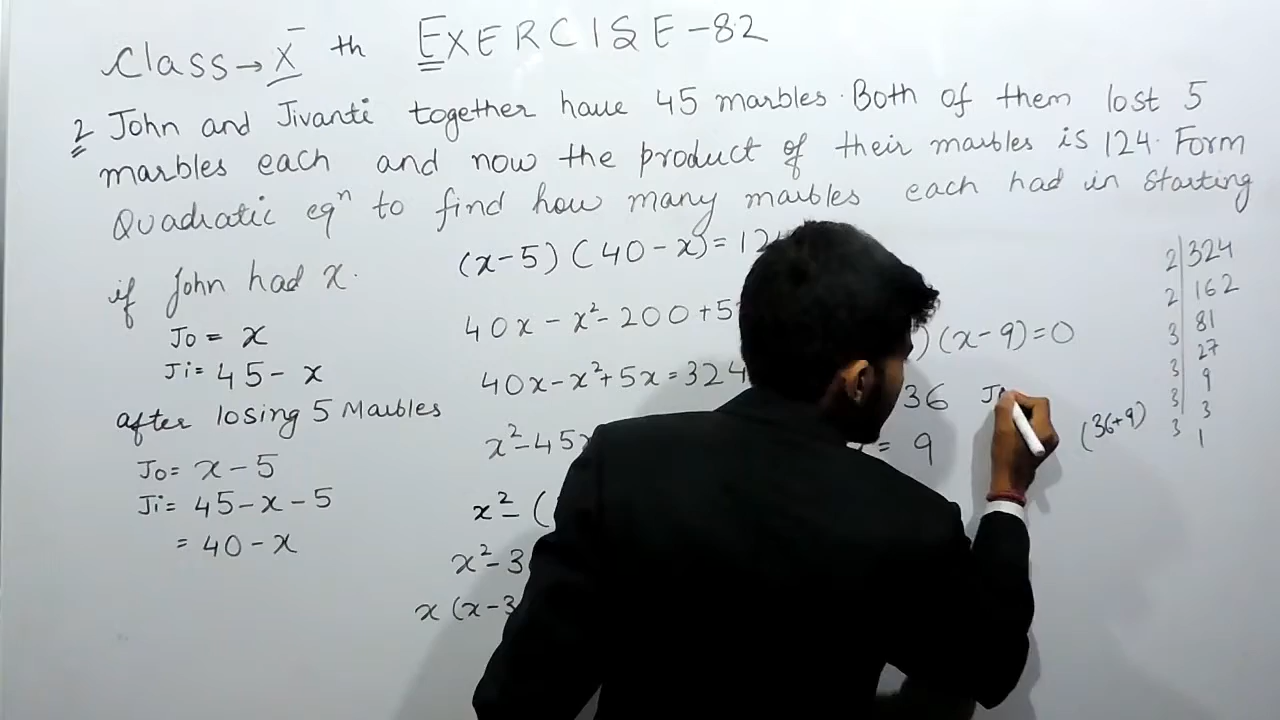 Class → X th EXERCISE - 8.2
2 John and Jivanti together have 45 marbles. Both of them lost 5
marbles each and now the product of their marbles is 124. Form
Quadratic eqⁿ to find how many marbles each had in starting
if John had x.
Jo = x
Ji = 45 - x
after losing 5 Marbles
Jo = x - 5
Ji = 45 - x - 5
= 40 - x
(x-5) (40-x) = 12
40x - x² - 200 + 5
40x - x² + 5x = 324
x² - 45x
x² - (
x² - 3
x (x-3
) (x-9) = 0
36
= 9
(36+9)
2 | 324
2 | 162
3 | 81
3 | 27
3 | 9
3 | 3
1